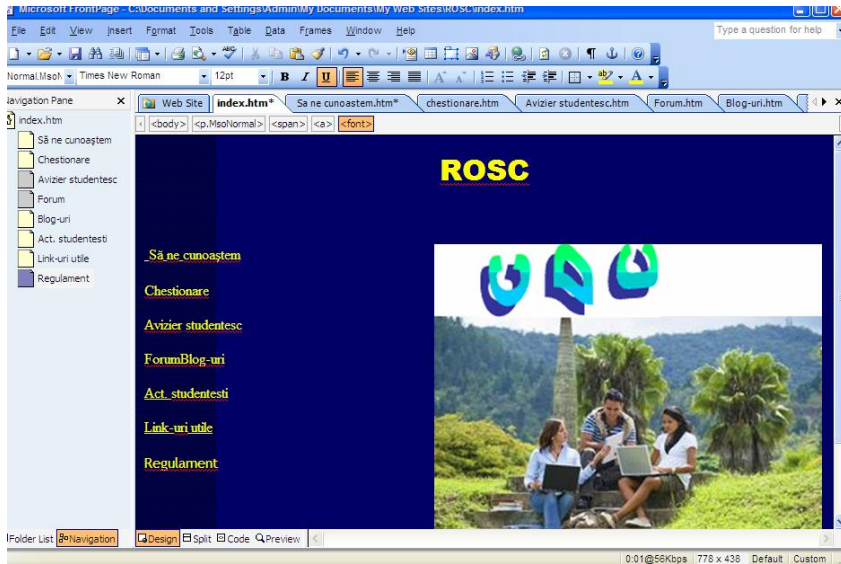 Microsoft FrontPage - C:\Documents and Settings\Admin\My Documents\My Web Sites\ROSC\index.htm
File Edit View Insert Format Tools Table Data Frames Window Help Type a question for help
Normal.MsoN Times New Roman 12pt B I U
Navigation Pane
Web Site index.htm* Sa ne cunoastem.htm* chestionare.htm Avizier studentesc.htm Forum.htm Blog-uri.htm
<body> <p.MsoNormal> <span> <a> <font>
index.htm
Să ne cunoaştem
Chestionare
Avizier studentesc
Forum
Blog-uri
Act. studentesti
Link-uri utile
Regulament
ROSC
Să ne cunoaştem
Chestionare
Avizier studentesc
ForumBlog-uri
Act. studentesti
Link-uri utile
Regulament
Folder List Navigation Design Split Code Preview
0:01@56Kbps 778 x 438 Default Custom